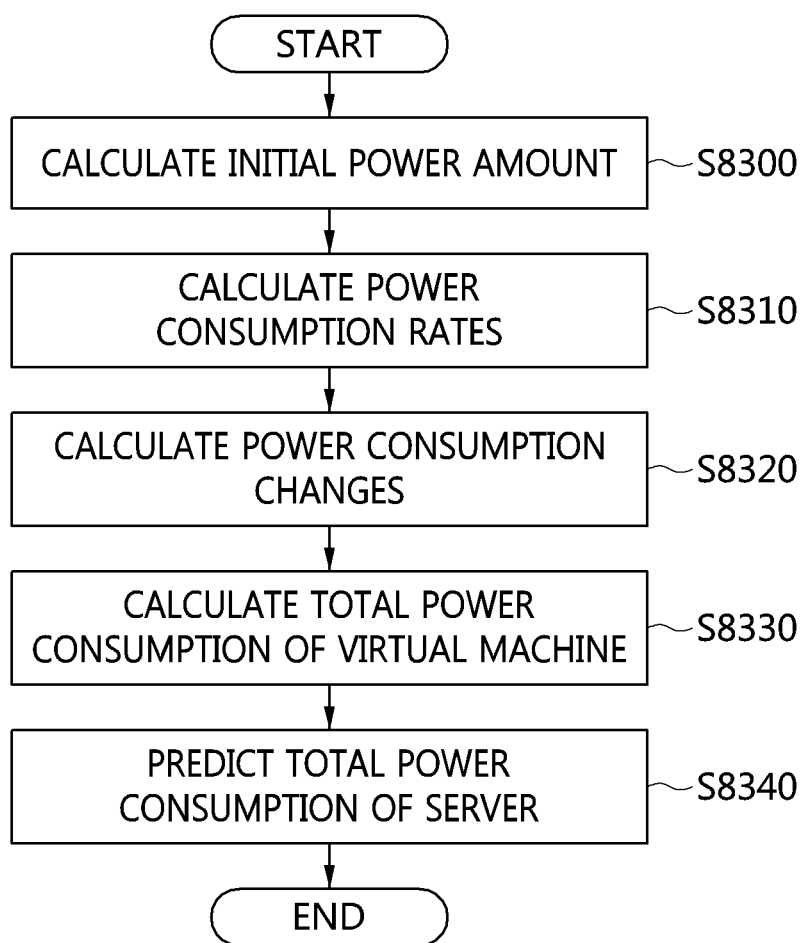 START
CALCULATE INITIAL POWER AMOUNT
S8300
CALCULATE POWER
CONSUMPTION RATES
S8310
CALCULATE POWER CONSUMPTION
CHANGES
S8320
CALCULATE TOTAL POWER
CONSUMPTION OF VIRTUAL MACHINE
S8330
PREDICT TOTAL POWER
CONSUMPTION OF SERVER
S8340
END